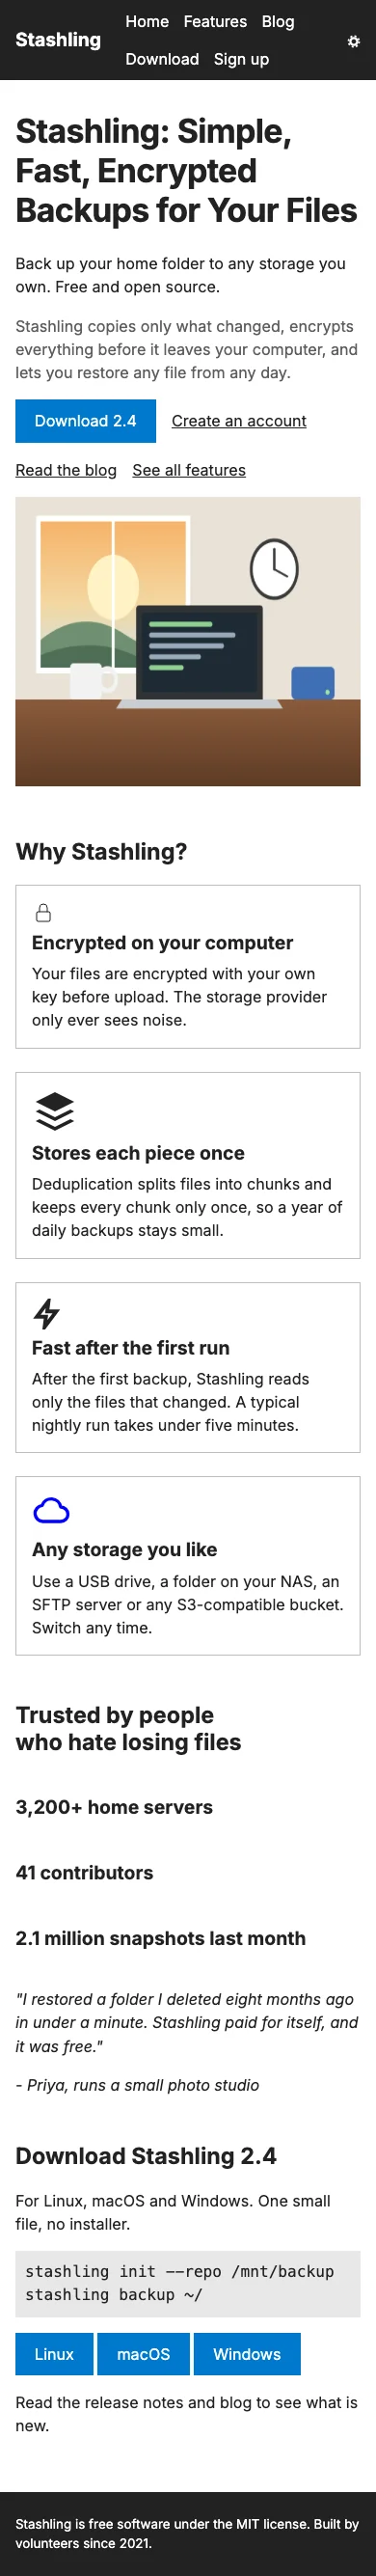 Stashling
Home Features Blog
Download Sign up
Stashling: Simple,
Fast, Encrypted
Backups for Your Files
Back up your home folder to any storage you
own. Free and open source.
Stashling copies only what changed, encrypts
everything before it leaves your computer, and
lets you restore any file from any day.
Download 2.4 Create an account
Read the blog See all features
Why Stashling?
Encrypted on your computer
Your files are encrypted with your own
key before upload. The storage provider
only ever sees noise.
Stores each piece once
Deduplication splits files into chunks and
keeps every chunk only once, so a year of
daily backups stays small.
Fast after the first run
After the first backup, Stashling reads
only the files that changed. A typical
nightly run takes under five minutes.
Any storage you like
Use a USB drive, a folder on your NAS, an
SFTP server or any S3-compatible bucket.
Switch any time.
Trusted by people
who hate losing files
3,200+ home servers
41 contributors
2.1 million snapshots last month
"I restored a folder I deleted eight months ago
in under a minute. Stashling paid for itself, and
it was free."
- Priya, runs a small photo studio
Download Stashling 2.4
For Linux, macOS and Windows. One small
file, no installer.
stashling init --repo /mnt/backup
stashling backup ~/
Linux macOS Windows
Read the release notes and blog to see what is
new.
Stashling is free software under the MIT license. Built by
volunteers since 2021.